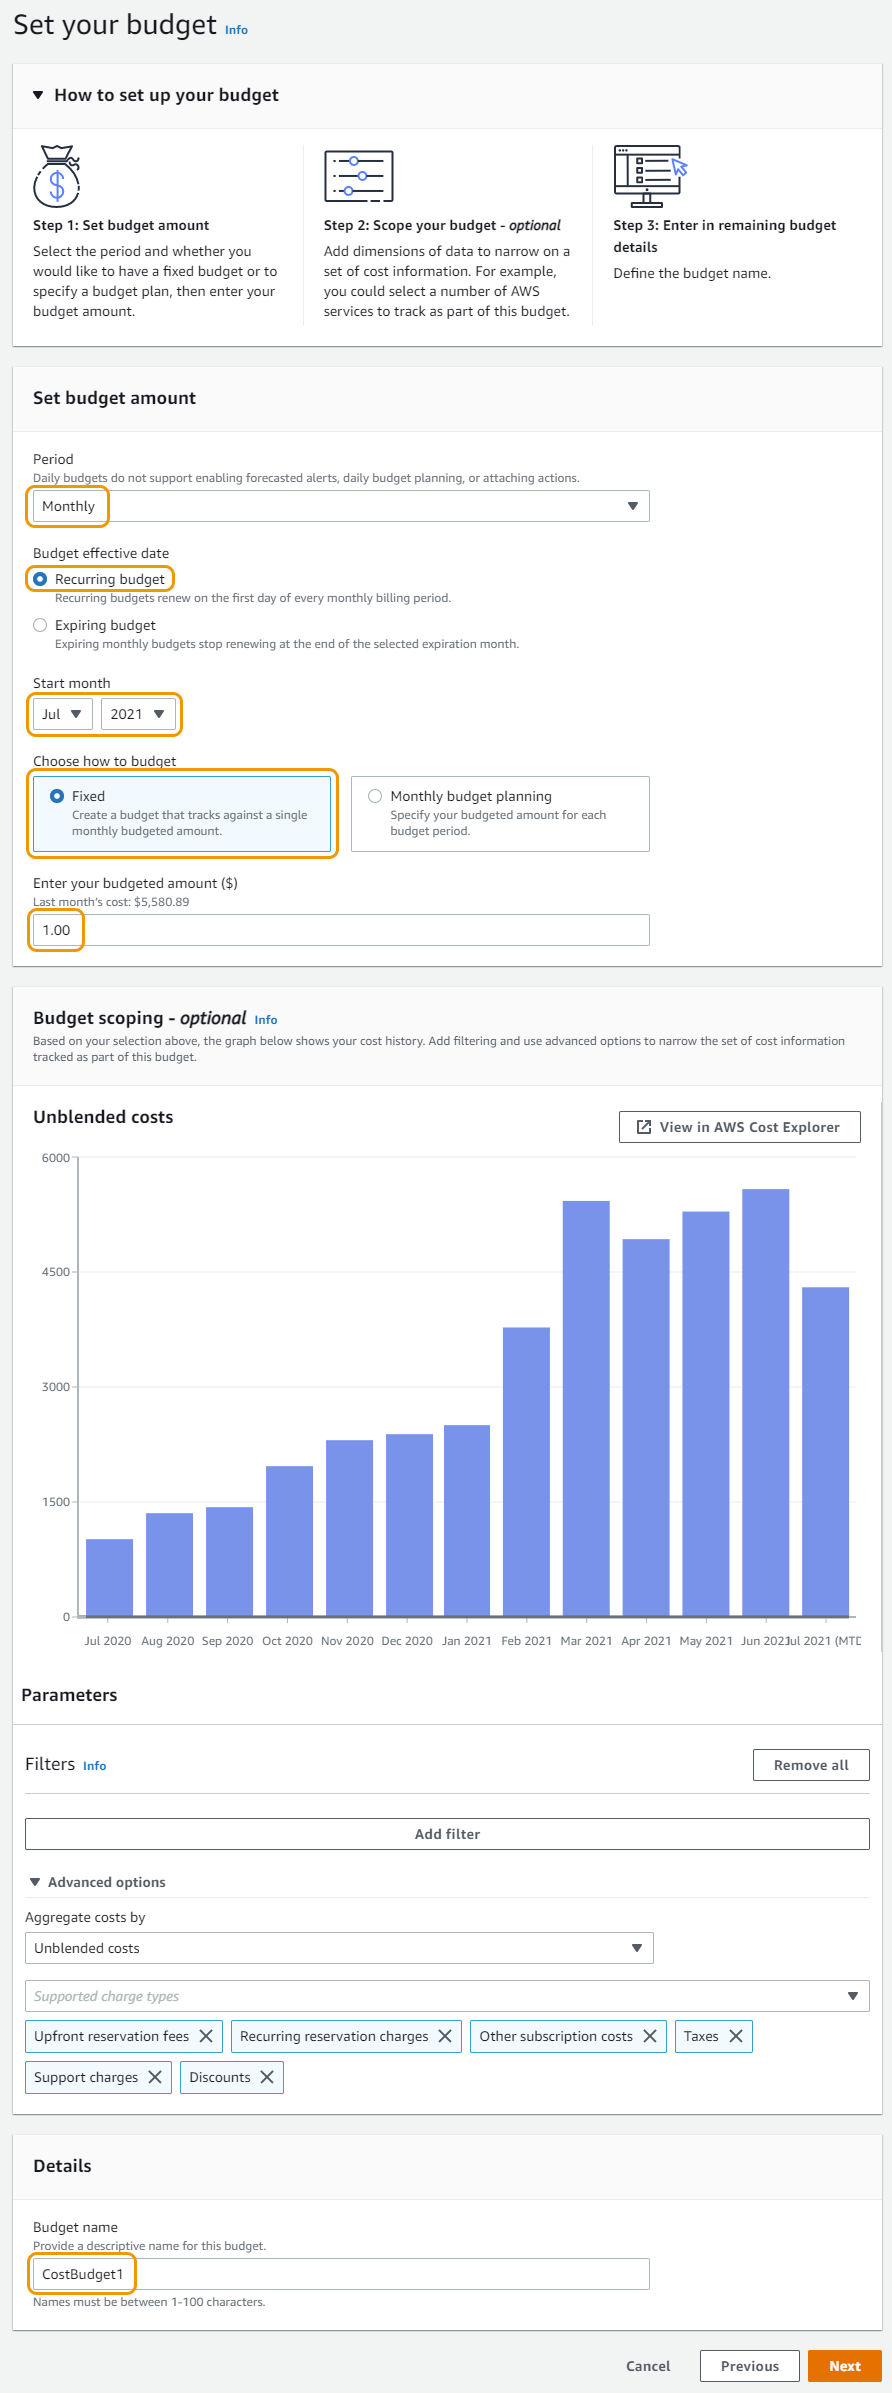 Set your budget Info
How to set up your budget
Step 1: Set budget amount
Select the period and whether you
would like to have a fixed budget or to
specify a budget plan, then enter your
budget amount.
Step 2: Scope your budget - optional
Add dimensions of data to narrow on a
set of cost information. For example,
you could select a number of AWS
services to track as part of this budget.
Step 3: Enter in remaining budget
details
Define the budget name.
Set budget amount
Period
Daily budgets do not support enabling forecasted alerts, daily budget planning, or attaching actions.
Monthly
Budget effective date
Recurring budget
Recurring budgets renew on the first day of every monthly billing period.
Expiring budget
Expiring monthly budgets stop renewing at the end of the selected expiration month.
Start month
Jul 2021
Choose how to budget
Fixed
Create a budget that tracks against a single
monthly budgeted amount.
Monthly budget planning
Specify your budgeted amount for each
budget period.
Enter your budgeted amount ($)
Last month's cost: $5,580.89
1.00
Budget scoping - optional Info
Based on your selection above, the graph below shows your cost history. Add filtering and use advanced options to narrow the set of cost information
tracked as part of this budget.
Unblended costs
View in AWS Cost Explorer
6000
4500
3000
1500
0
Jul 2020 Aug 2020 Sep 2020 Oct 2020 Nov 2020 Dec 2020 Jan 2021 Feb 2021 Mar 2021 Apr 2021 May 2021 Jun 2021 Jul 2021 (MTD
Parameters
Filters Info
Remove all
Add filter
Advanced options
Aggregate costs by
Unblended costs
Supported charge types
Upfront reservation fees Recurring reservation charges Other subscription costs Taxes
Support charges Discounts
Details
Budget name
Provide a descriptive name for this budget.
CostBudget1
Names must be between 1-100 characters.
Cancel Previous Next